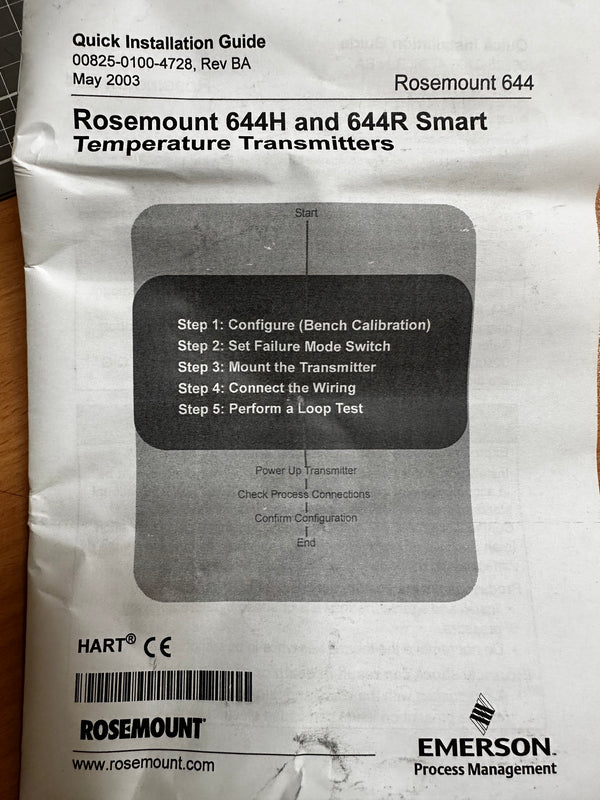 Quick Installation Guide
00825-0100-4728, Rev BA
May 2003
Rosemount 644
Rosemount 644H and 644R Smart
Temperature Transmitters
Start
Step 1: Configure (Bench Calibration)
Step 2: Set Failure Mode Switch
Step 3: Mount the Transmitter
Step 4: Connect the Wiring
Step 5: Perform a Loop Test
Power Up Transmitter
Check Process Connections
Confirm Configuration
End
HART® CE
ROSEMOUNT®
www.rosemount.com
EMERSON™
Process Management